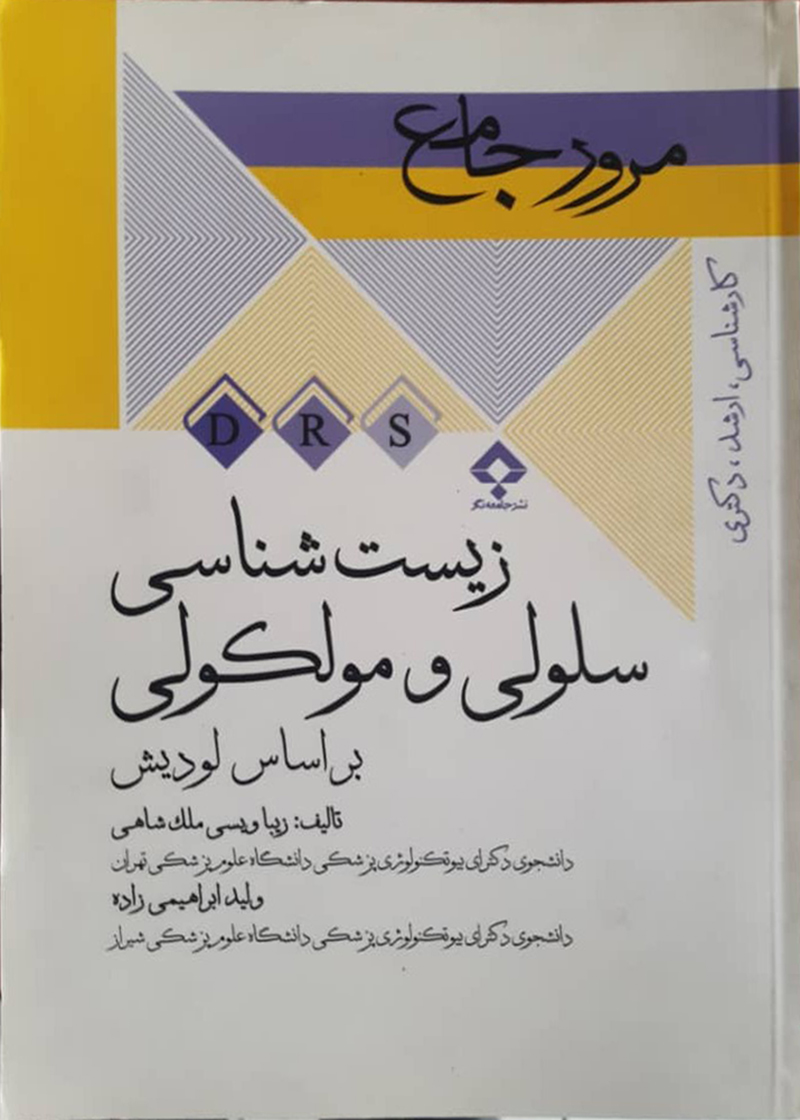 مرور جامع
کارشناسی، ارشد، دکتری
D R S
نشر جامعه‌نگر
زیست شناسی
سلولی و مولکولی
بر اساس لودیش
تالیف: زیبا ویسی ملک شاهی
دانشجوی دکترای بیوتکنولوژی پزشکی دانشگاه علوم پزشکی تهران
ولید ابراهیمی زاده
دانشجوی دکترای بیوتکنولوژی پزشکی دانشگاه علوم پزشکی شیراز